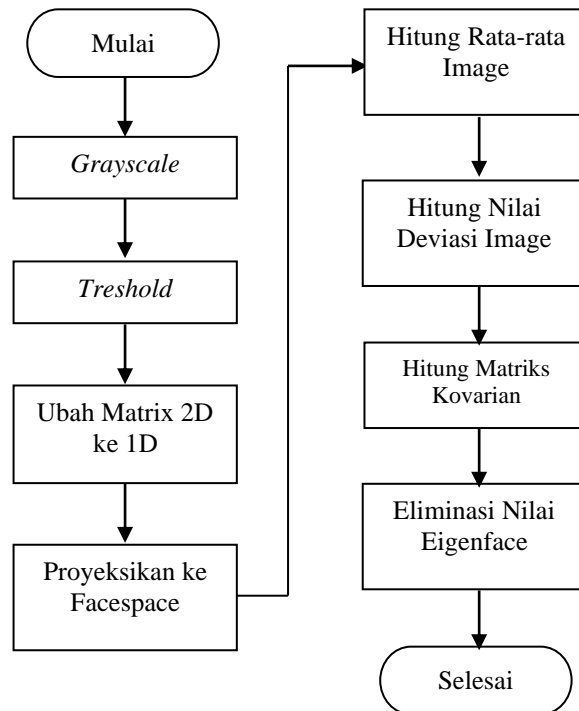 Mulai
Grayscale
Treshold
Ubah Matrix 2D
ke 1D
Proyeksikan ke
Facespace
Hitung Rata-rata
Image
Hitung Nilai
Deviasi Image
Hitung Matriks
Kovarian
Eliminasi Nilai
Eigenface
Selesai